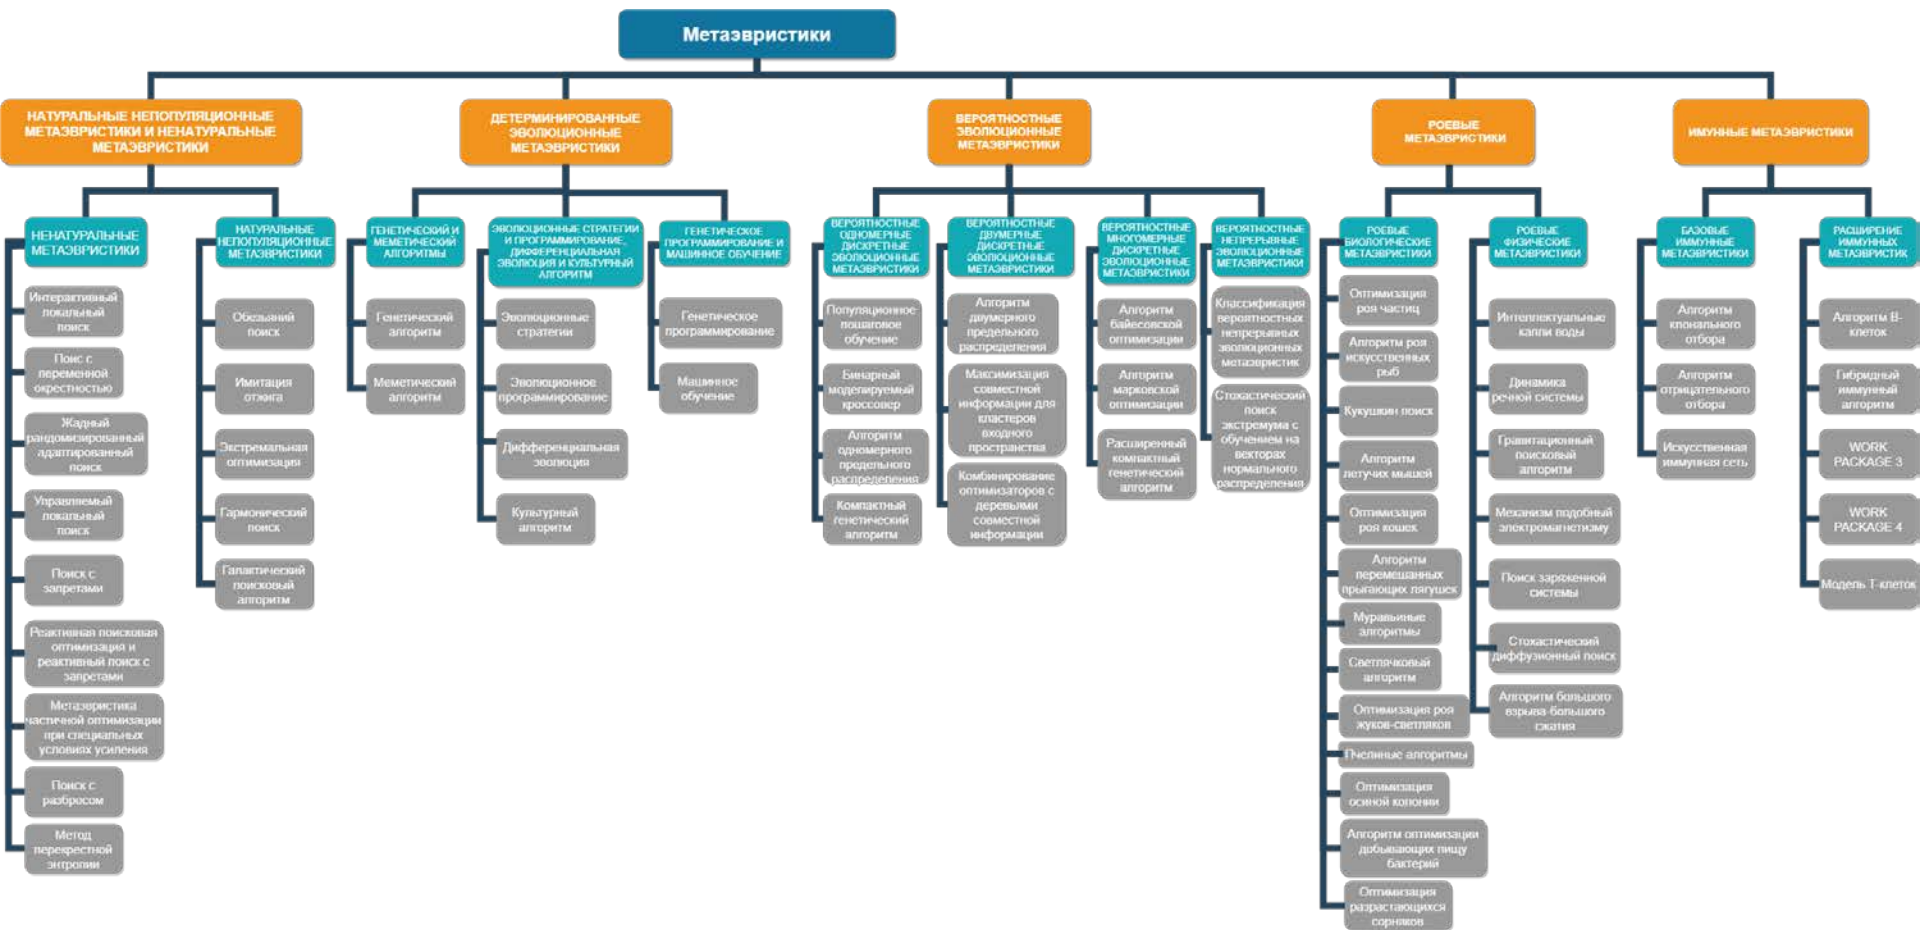 Метаэвристики
НАТУРАЛЬНЫЕ НЕПОПУЛЯЦИОННЫЕ
МЕТАЭВРИСТИКИ И НЕНАТУРАЛЬНЫЕ
МЕТАЭВРИСТИКИ
НЕНАТУРАЛЬНЫЕ
МЕТАЭВРИСТИКИ
Интерактивный
локальный
поиск
Поис с
переменной
окрестностью
Жадный
рандомизированный
адаптированный
поиск
Управляемый
локальный
поиск
Поиск с
запретами
Реактивная поисковая
оптимизация и
реактивный поиск с
запретами
Метаэвристика
частичной оптимизации
при специальных
условиях усиления
Поиск с
разбросом
Метод
перекрестной
энтропии
НАТУРАЛЬНЫЕ
НЕПОПУЛЯЦИОННЫЕ
МЕТАЭВРИСТИКИ
Обезьяний
поиск
Имитация
отжига
Экстремальная
оптимизация
Гармонический
поиск
Галактический
поисковый
алгоритм
ДЕТЕРМИНИРОВАННЫЕ
ЭВОЛЮЦИОННЫЕ
МЕТАЭВРИСТИКИ
ГЕНЕТИЧЕСКИЙ И
МЕМЕТИЧЕСКИЙ
АЛГОРИТМЫ
Генетический
алгоритм
Меметический
алгоритм
ЭВОЛЮЦИОННЫЕ СТРАТЕГИИ
И ПРОГРАММИРОВАНИЕ,
ДИФФЕРЕНЦИАЛЬНАЯ
ЭВОЛЮЦИЯ И КУЛЬТУРНЫЙ
АЛГОРИТМ
Эволюционные
стратегии
Эволюционное
программирование
Дифференциальная
эволюция
Культурный
алгоритм
ГЕНЕТИЧЕСКОЕ
ПРОГРАММИРОВАНИЕ И
МАШИННОЕ ОБУЧЕНИЕ
Генетическое
программирование
Машинное
обучение
ВЕРОЯТНОСТНЫЕ
ЭВОЛЮЦИОННЫЕ
МЕТАЭВРИСТИКИ
ВЕРОЯТНОСТНЫЕ
ОДНОМЕРНЫЕ
ДИСКРЕТНЫЕ
ЭВОЛЮЦИОННЫЕ
МЕТАЭВРИСТИКИ
Популяционное
пошаговое
обучение
Бинарный
моделируемый
кроссовер
Алгоритм
одномерного
предельного
распределения
Компактный
генетический
алгоритм
ВЕРОЯТНОСТНЫЕ
ДВУМЕРНЫЕ
ДИСКРЕТНЫЕ
ЭВОЛЮЦИОННЫЕ
МЕТАЭВРИСТИКИ
Алгоритм
двумерного
предельного
распределения
Максимизация
совместной
информации для
кластеров
входного
пространства
Комбинирование
оптимизаторов с
деревьями
совместной
информации
ВЕРОЯТНОСТНЫЕ
МНОГОМЕРНЫЕ
ДИСКРЕТНЫЕ
ЭВОЛЮЦИОННЫЕ
МЕТАЭВРИСТИКИ
Алгоритм
байесовской
оптимизации
Алгоритм
марковской
оптимизации
Расширенный
компактный
генетический
алгоритм
ВЕРОЯТНОСТНЫЕ
НЕПРЕРЫВНЫЕ
ЭВОЛЮЦИОННЫЕ
МЕТАЭВРИСТИКИ
Классификация
вероятностных
непрерывных
эволюционных
метаэвристик
Стохастический
поиск
экстремума с
обучением на
векторах
нормального
распределения
РОЕВЫЕ
МЕТАЭВРИСТИКИ
РОЕВЫЕ
БИОЛОГИЧЕСКИЕ
МЕТАЭВРИСТИКИ
Оптимизация
роя частиц
Алгоритм роя
искусственных
рыб
Кукушкин поиск
Алгоритм
летучих мышей
Оптимизация
роя кошек
Алгоритм
перемешанных
прыгающих лягушек
Муравьиные
алгоритмы
Светлячковый
алгоритм
Оптимизация роя
жуков-светляков
Пчелиные алгоритмы
Оптимизация
осиной колонии
Алгоритм оптимизации
добывающих пищу
бактерий
Оптимизация
разрастающихся
сорняков
РОЕВЫЕ
ФИЗИЧЕСКИЕ
МЕТАЭВРИСТИКИ
Интеллектуальные
капли воды
Динамика
речной системы
Гравитационный
поисковый
алгоритм
Механизм подобный
электромагнетизму
Поиск заряженной
системы
Стохастический
диффузионный поиск
Алгоритм большого
взрыва-большого
сжатия
ИМУННЫЕ МЕТАЭВРИСТИКИ
БАЗОВЫЕ
ИММУННЫЕ
МЕТАЭВРИСТИКИ
Алгоритм
клонального
отбора
Алгоритм
отрицательного
отбора
Искусственная
иммунная сеть
РАСШИРЕНИЕ
ИММУННЫХ
МЕТАЭВРИСТИК
Алгоритм В-
клеток
Гибридный
иммунный
алгоритм
WORK
PACKAGE 3
WORK
PACKAGE 4
Модель Т-клеток